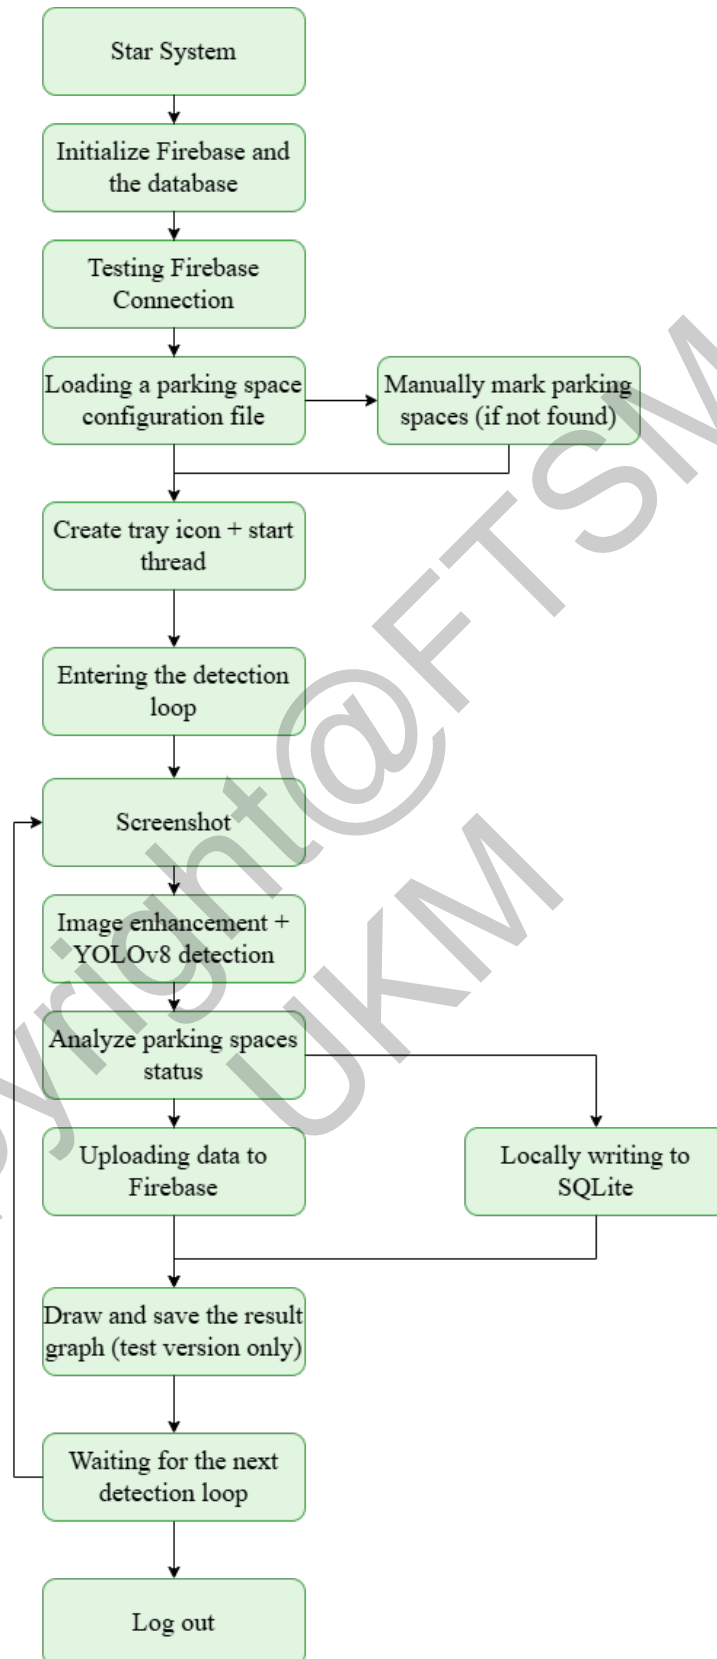 Star System
Initialize Firebase and
the database
Testing Firebase
Connection
Loading a parking space
configuration file
Manually mark parking
spaces (if not found)
Create tray icon + start
thread
Entering the detection
loop
Screenshot
Image enhancement +
YOLOv8 detection
Analyze parking spaces
status
Uploading data to
Firebase
Locally writing to
SQLite
Draw and save the result
graph (test version only)
Waiting for the next
detection loop
Log out
pyright@FTSM
UKM